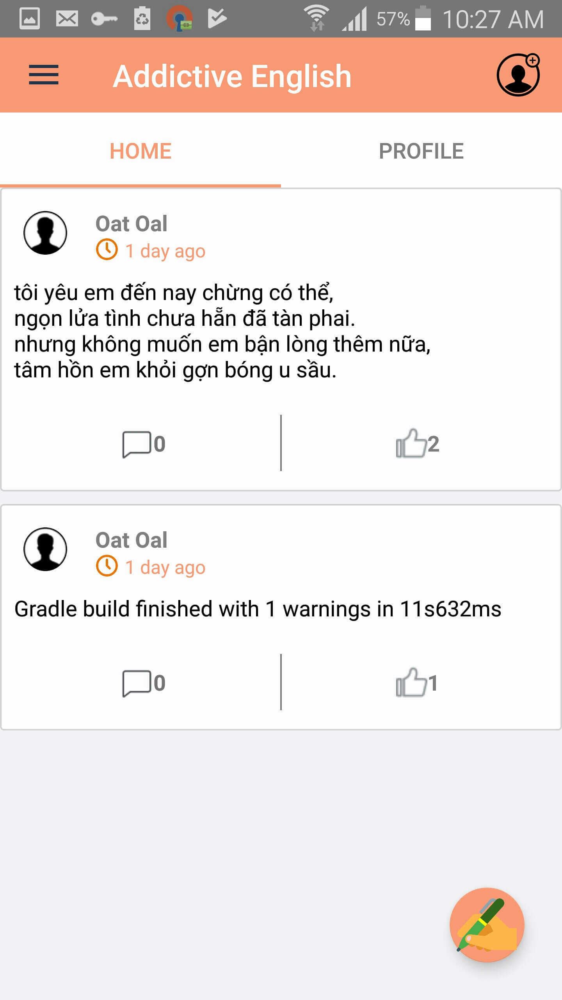 57% 10:27 AM
Addictive English
HOME PROFILE
Oat Oal
1 day ago
tôi yêu em đến nay chừng có thể,
ngọn lửa tình chưa hẵn đã tàn phai.
nhưng không muốn em bận lòng thêm nữa,
tâm hồn em khỏi gợn bóng u sầu.
0 2
Oat Oal
1 day ago
Gradle build finished with 1 warnings in 11s632ms
0 1